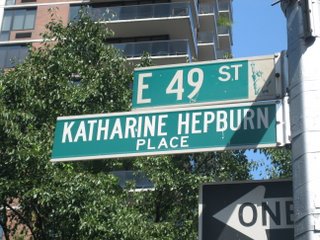 E 49 ST
KATHARINE HEPBURN
PLACE
ONE